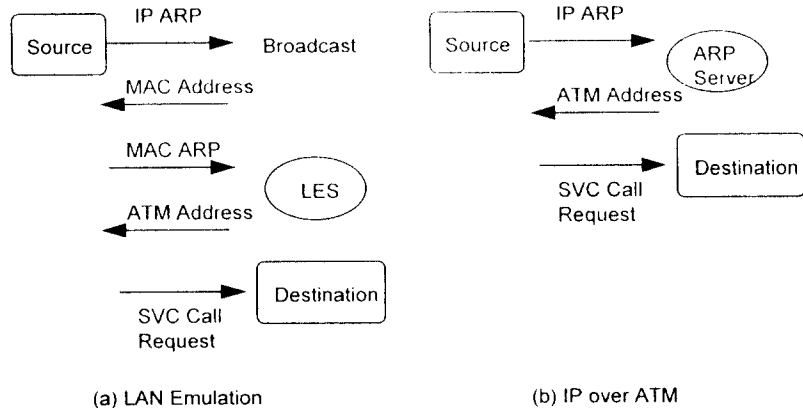 IP ARP
Source
Broadcast
MAC Address
MAC ARP
LES
ATM Address
Destination
SVC Call
Request
(a) LAN Emulation
IP ARP
Source
ARP
Server
ATM Address
Destination
SVC Call
Request
(b) IP over ATM